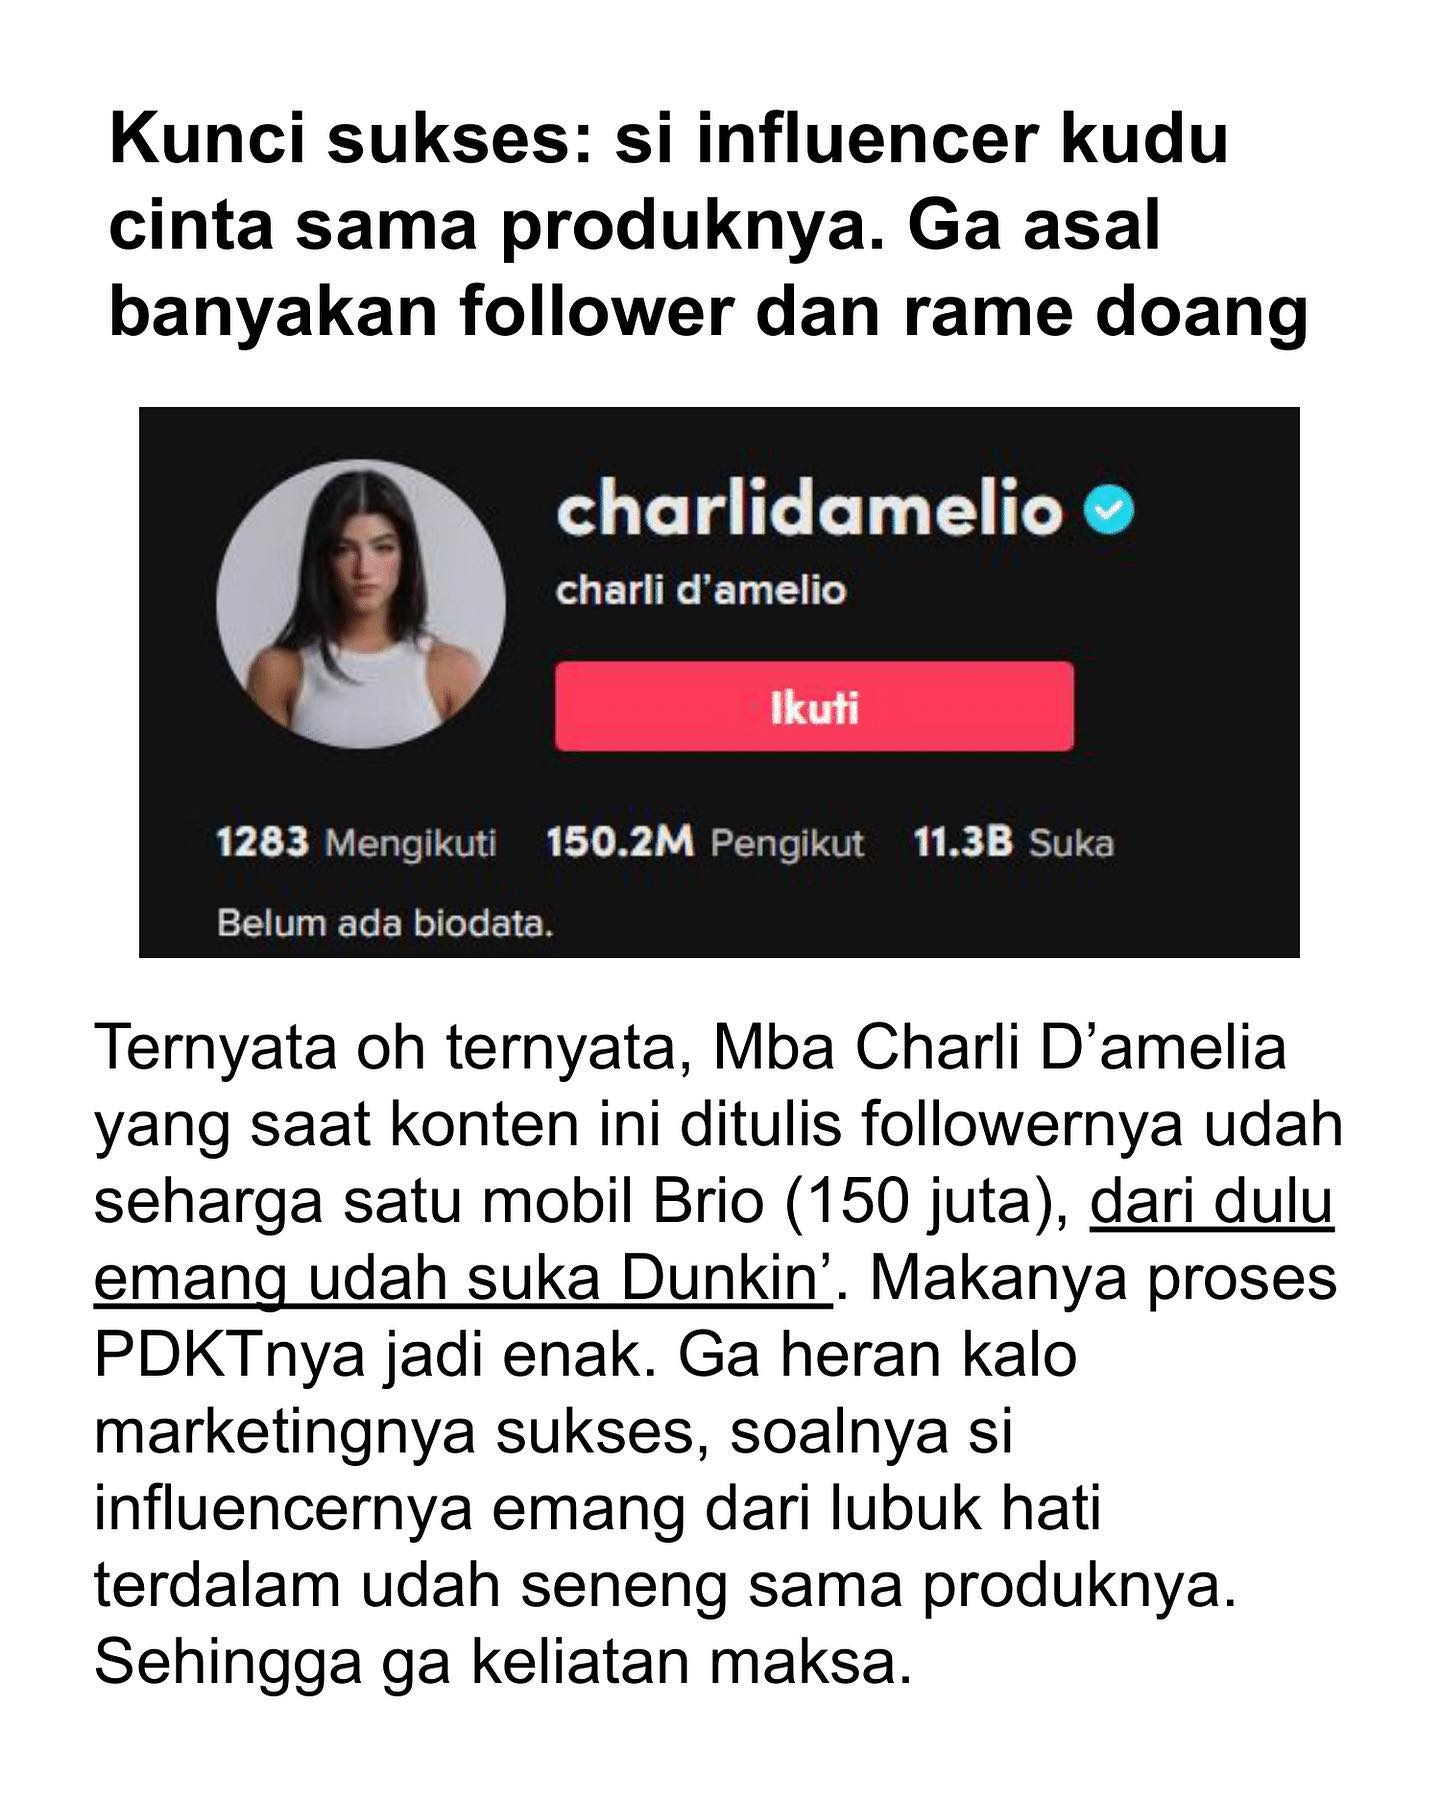 Kunci sukses: si influencer kudu
cinta sama produknya. Ga asal
banyakan follower dan rame doang
charlidamelio
charli d’amelio
Ikuti
1283 Mengikuti 150.2M Pengikut 11.3B Suka
Belum ada biodata.
Ternyata oh ternyata, Mba Charli D’amelia
yang saat konten ini ditulis followernya udah
seharga satu mobil Brio (150 juta), dari dulu
emang udah suka Dunkin’. Makanya proses
PDKTnya jadi enak. Ga heran kalo
marketingnya sukses, soalnya si
influencernya emang dari lubuk hati
terdalam udah seneng sama produknya.
Sehingga ga keliatan maksa.